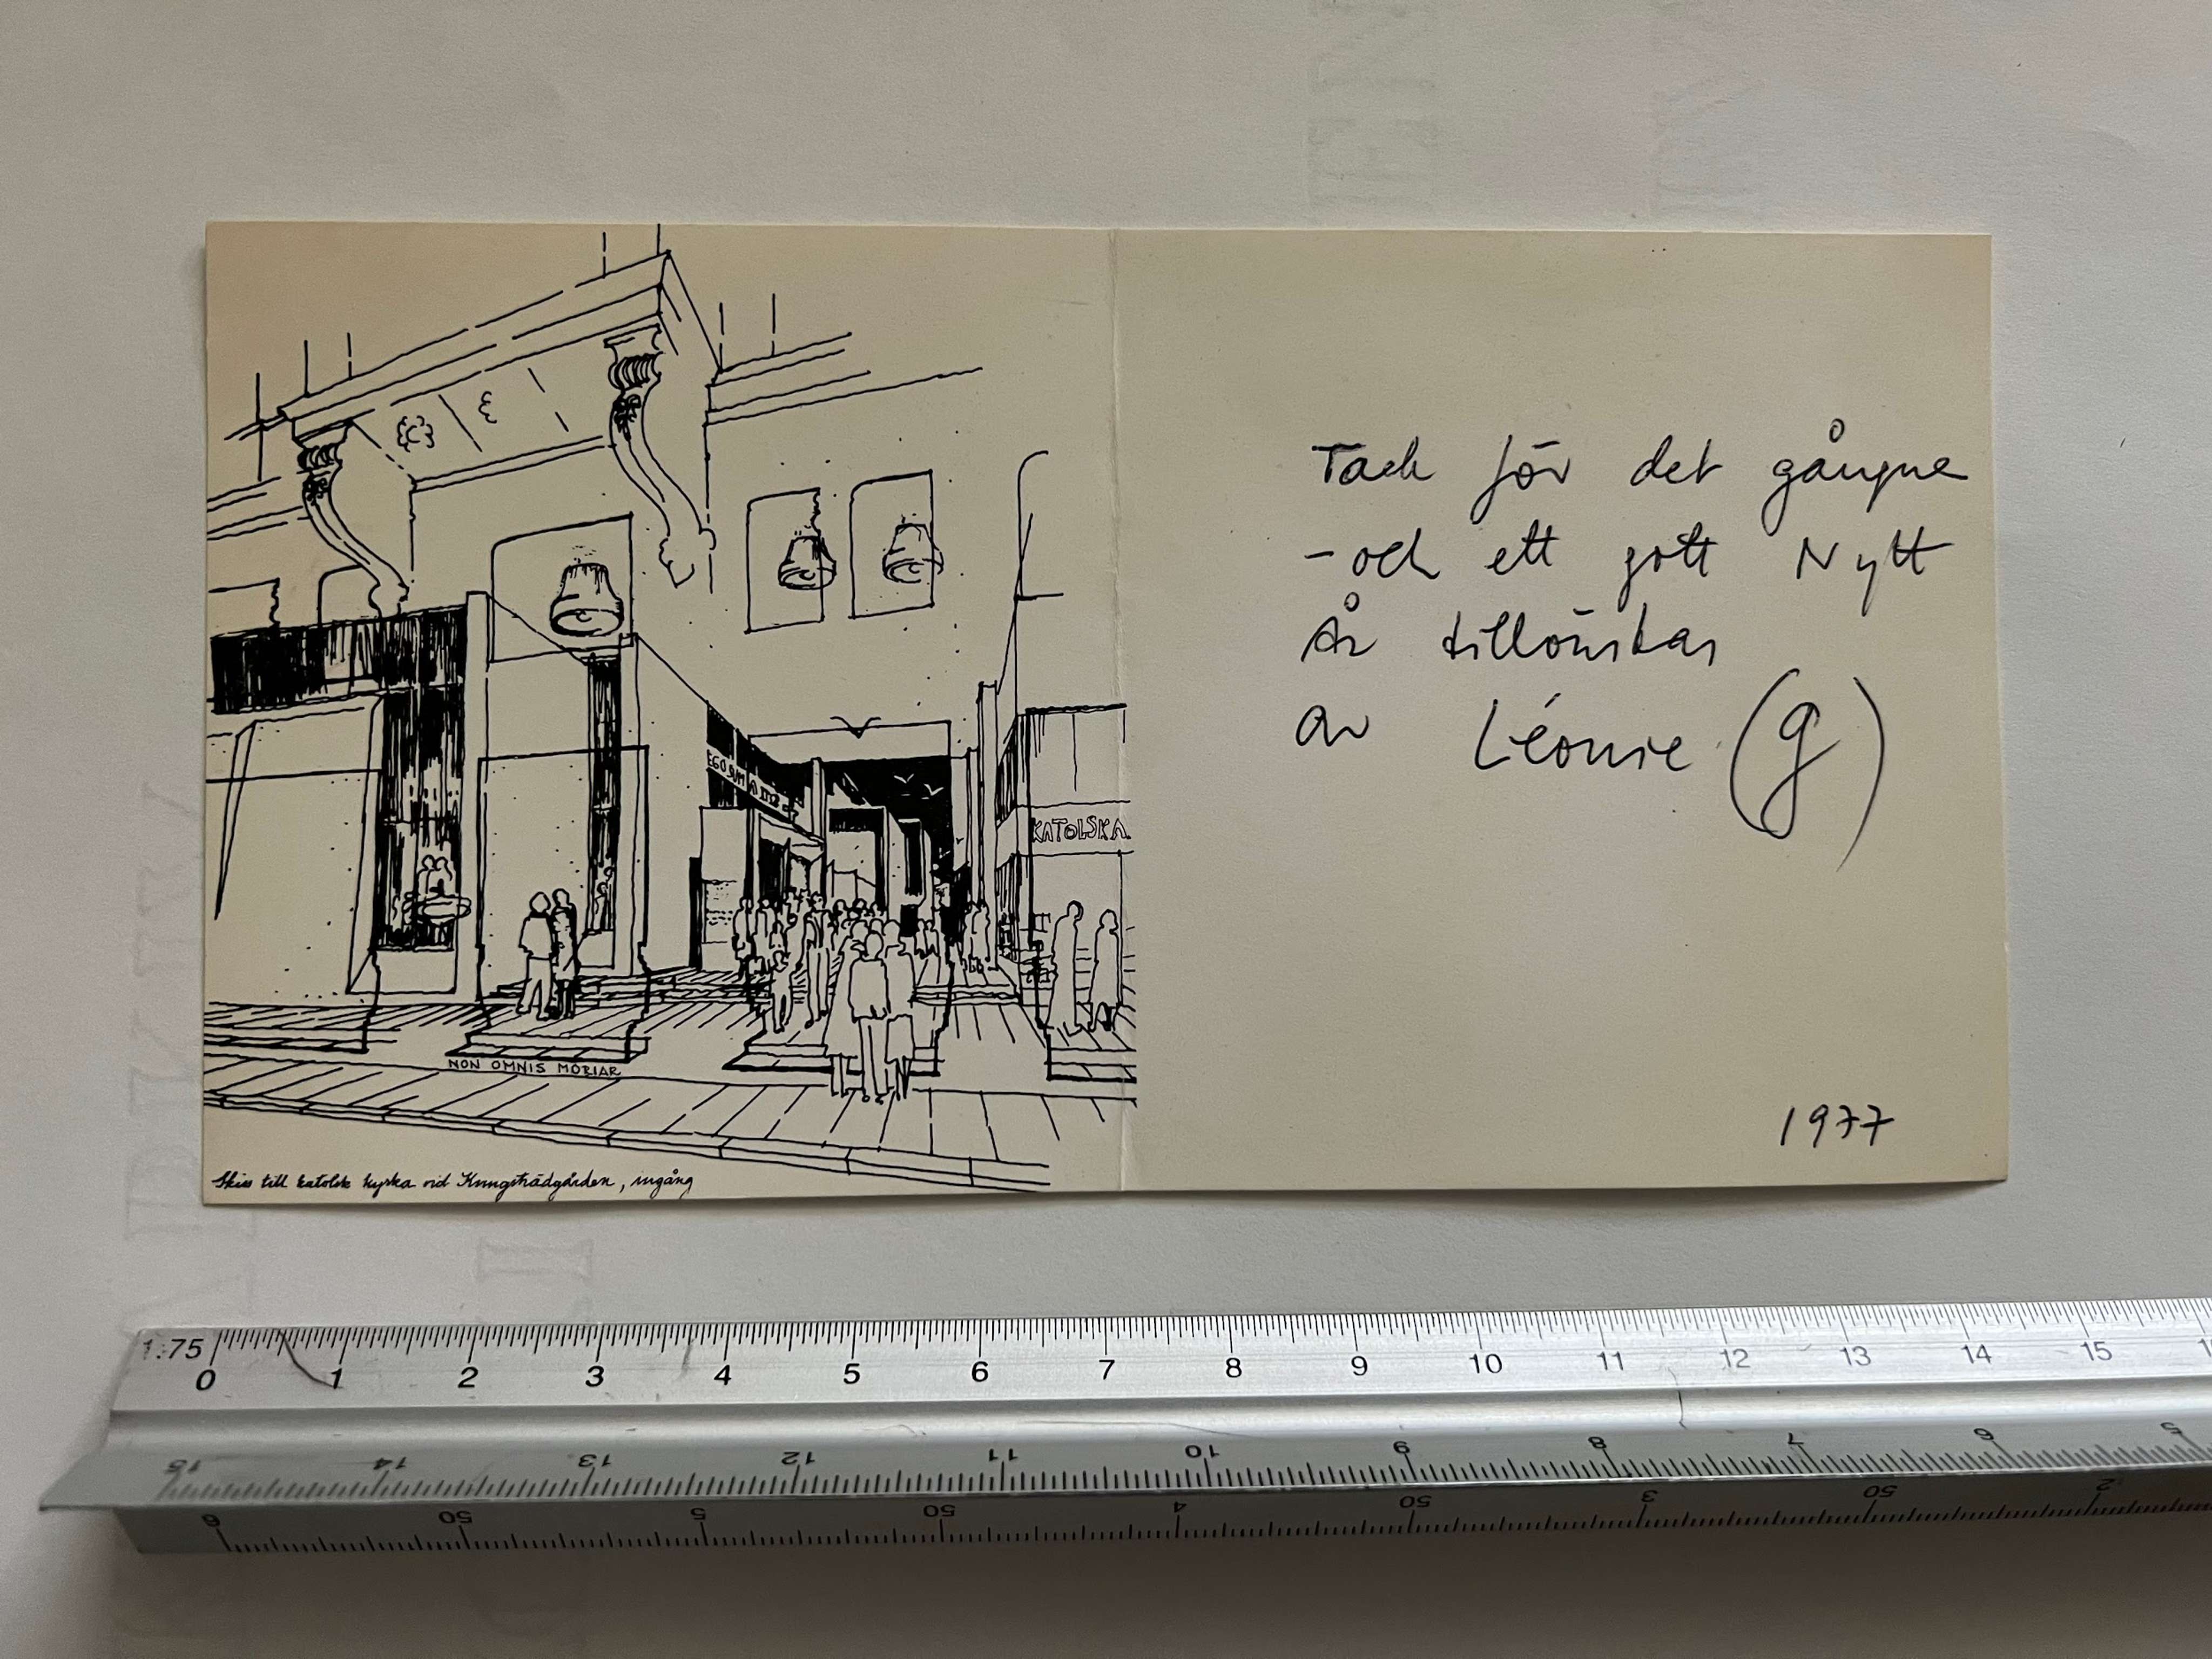 EGO SUM
KATOLSKA
NON OMNIS MORIAR
Skiss till katolsk kyrka vid Kungsträdgården, ingång
Tack för det gångna
- och ett gott Nytt
År tillönskas
av Léonie (g)
1977
1:75
0 1 2 3 4 5 6 7 8 9 10 11 12 13 14 15
15 14 13 12 11 10 9 8 7 6 5
6 50 5 50 4 50 3 50 2